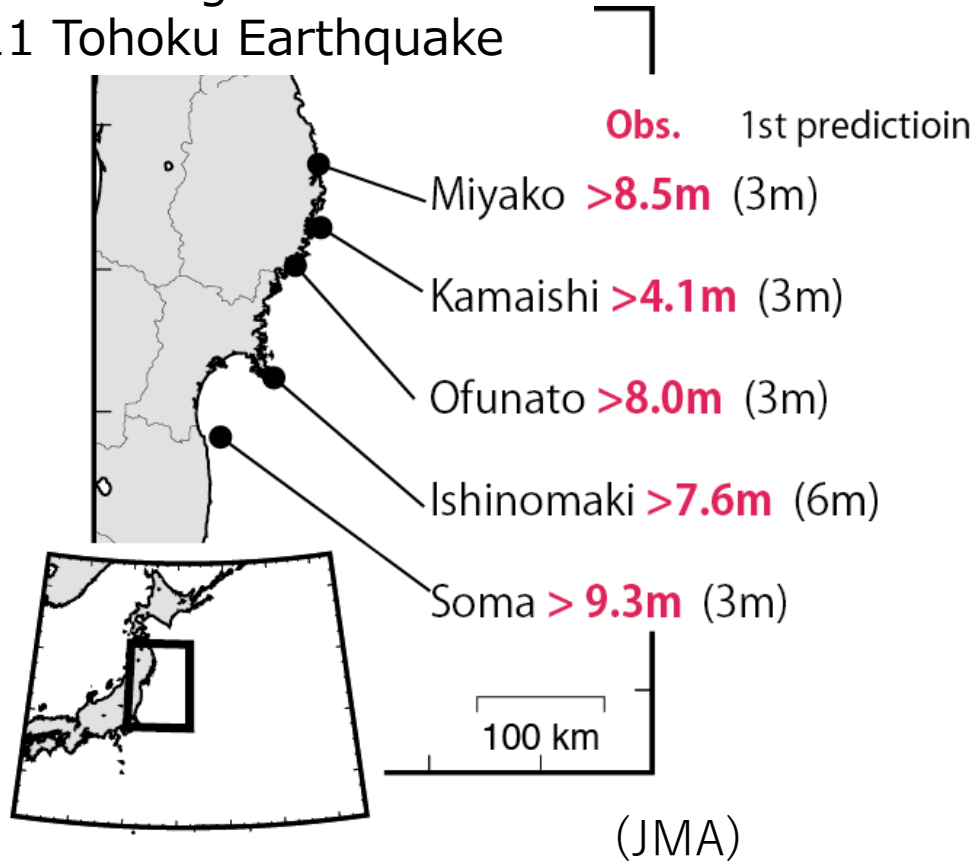 11 Tohoku Earthquake
Obs. 1st predictioin
Miyako >8.5m (3m)
Kamaishi >4.1m (3m)
Ofunato >8.0m (3m)
Ishinomaki >7.6m (6m)
Soma > 9.3m (3m)
100 km
(JMA)